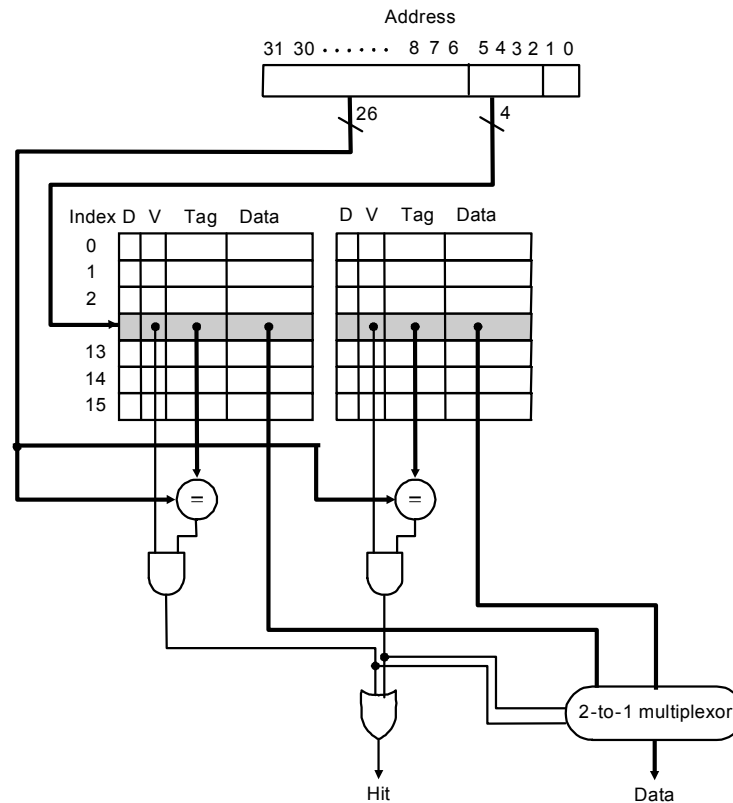 Address
31 30 · · · · · · 8 7 6 5 4 3 2 1 0
26
4
Index D V Tag Data
D V Tag Data
0
1
2
13
14
15
=
=
2-to-1 multiplexor
Hit
Data